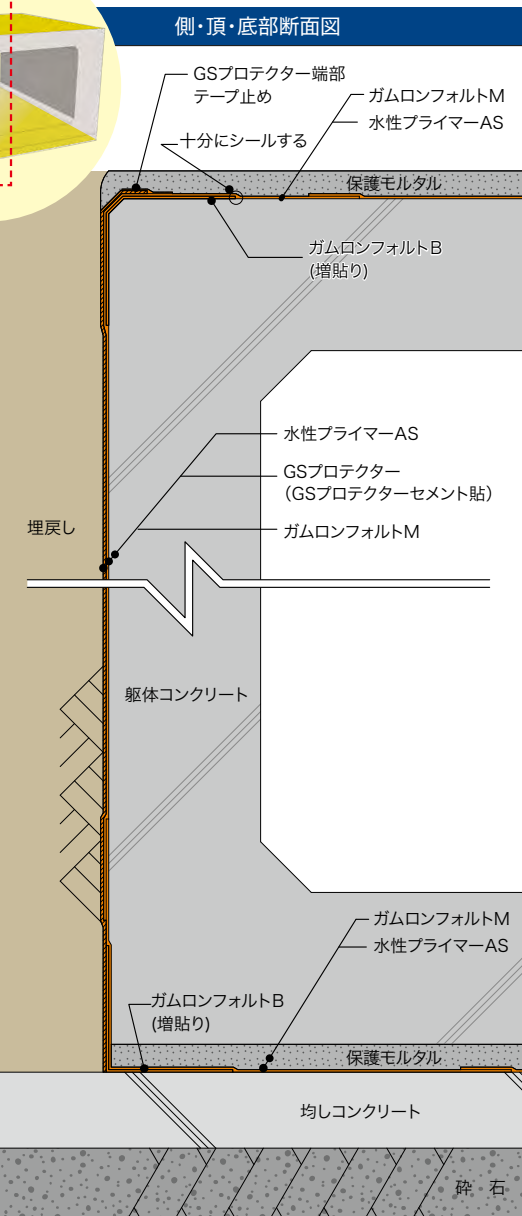 側・頂・底部断面図
GSプロテクター端部
テープ止め
ガムロンフォルトM
水性プライマーAS
十分にシールする
保護モルタル
ガムロンフォルトB
(増貼り)
水性プライマーAS
GSプロテクター
（GSプロテクターセメント貼）
ガムロンフォルトM
埋戻し
躯体コンクリート
ガムロンフォルトM
水性プライマーAS
ガムロンフォルトB
(増貼り)
保護モルタル
均しコンクリート
砕 石